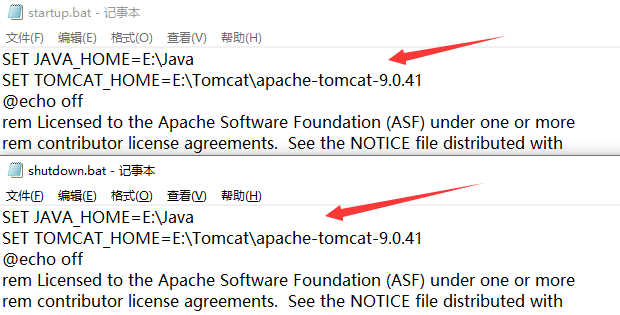 startup.bat - 记事本
文件(F) 编辑(E) 格式(O) 查看(V) 帮助(H)
SET JAVA_HOME=E:\Java
SET TOMCAT_HOME=E:\Tomcat\apache-tomcat-9.0.41
@echo off
rem Licensed to the Apache Software Foundation (ASF) under one or more
rem contributor license agreements.  See the NOTICE file distributed with
shutdown.bat - 记事本
文件(F) 编辑(E) 格式(O) 查看(V) 帮助(H)
SET JAVA_HOME=E:\Java
SET TOMCAT_HOME=E:\Tomcat\apache-tomcat-9.0.41
@echo off
rem Licensed to the Apache Software Foundation (ASF) under one or more
rem contributor license agreements.  See the NOTICE file distributed with